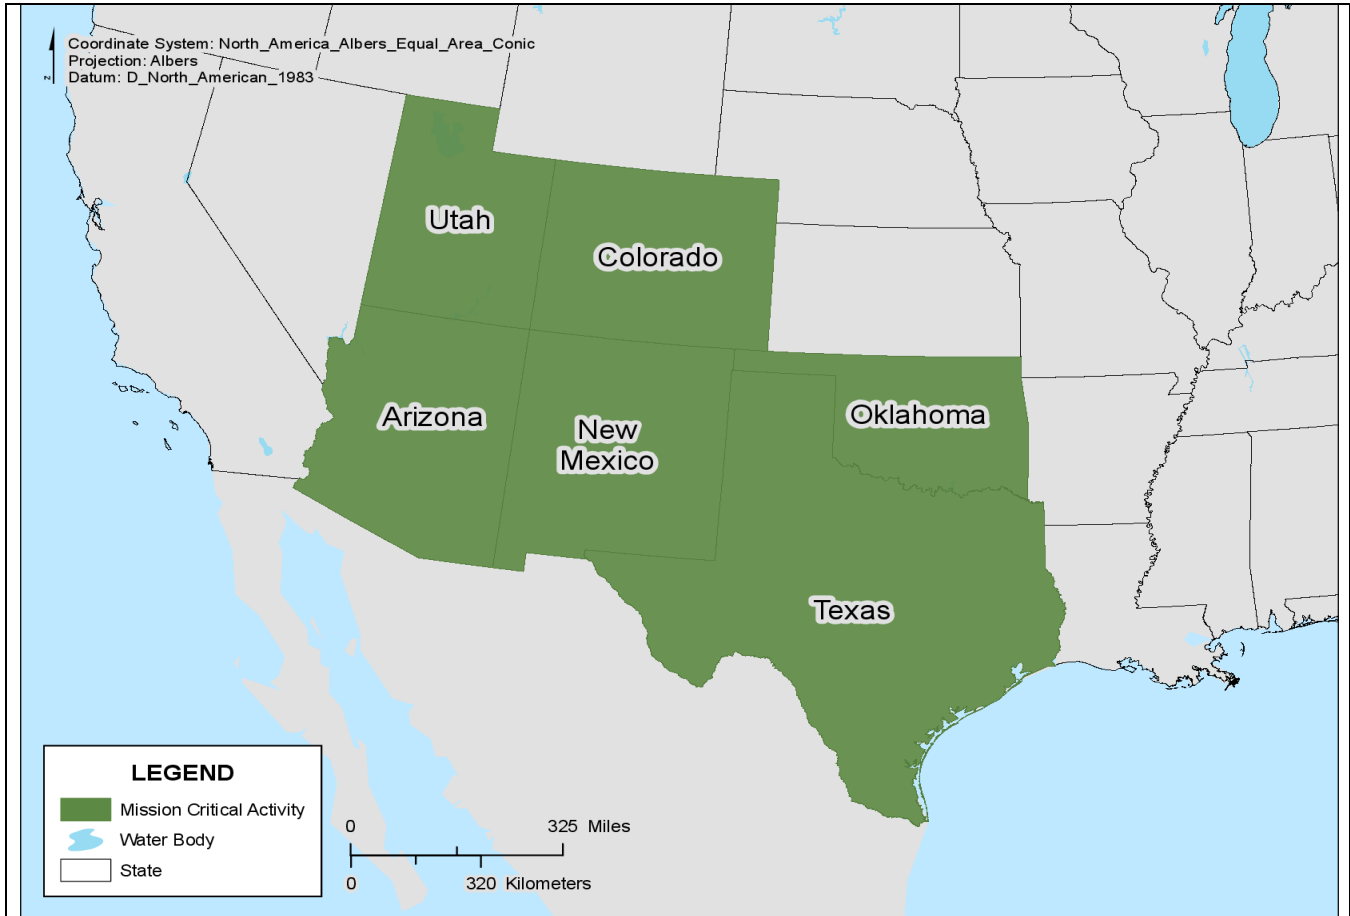 Coordinate System: North_America_Albers_Equal_Area_Conic
Projection: Albers
Datum: D_North_American_1983
z
Utah
Colorado
Arizona
New
Mexico
Oklahoma
Texas
LEGEND
Mission Critical Activity
Water Body
State
0 325 Miles
0 320 Kilometers